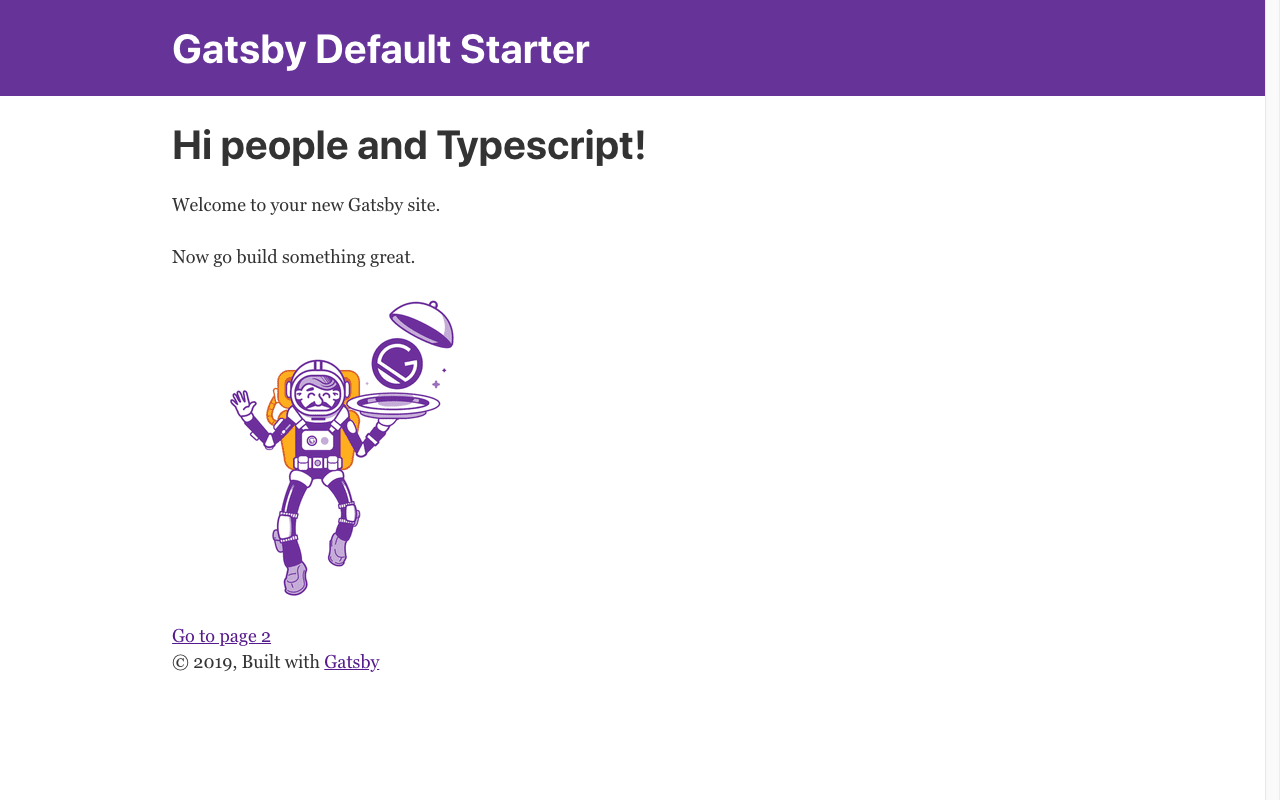 Gatsby Default Starter
Hi people and Typescript!
Welcome to your new Gatsby site.
Now go build something great.
Go to page 2
© 2019, Built with Gatsby